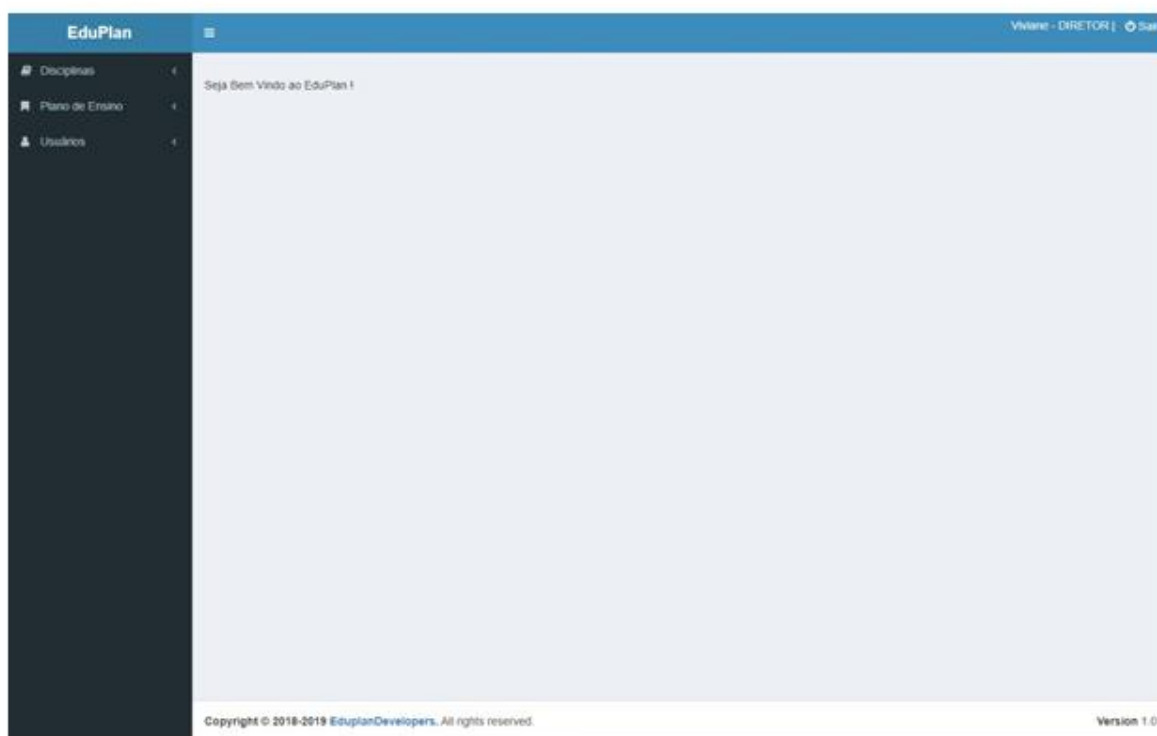 EduPlan
Viviane - DIRETOR | Sair
Disciplinas
Plano de Ensino
Usuários
Seja Bem Vindo ao EduPlan !
Copyright © 2018-2019 EduplanDevelopers. All rights reserved.
Version 1.0